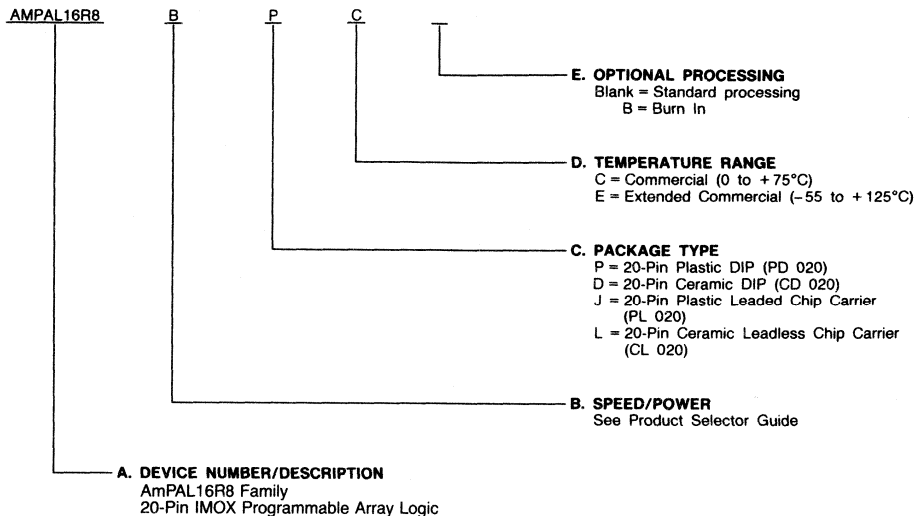 AMPAL16R8 B P C _
E. OPTIONAL PROCESSING
Blank = Standard processing
B = Burn In
D. TEMPERATURE RANGE
C = Commercial (0 to +75°C)
E = Extended Commercial (–55 to +125°C)
C. PACKAGE TYPE
P = 20-Pin Plastic DIP (PD 020)
D = 20-Pin Ceramic DIP (CD 020)
J = 20-Pin Plastic Leaded Chip Carrier
(PL 020)
L = 20-Pin Ceramic Leadless Chip Carrier
(CL 020)
B. SPEED/POWER
See Product Selector Guide
A. DEVICE NUMBER/DESCRIPTION
AmPAL16R8 Family
20-Pin IMOX Programmable Array Logic